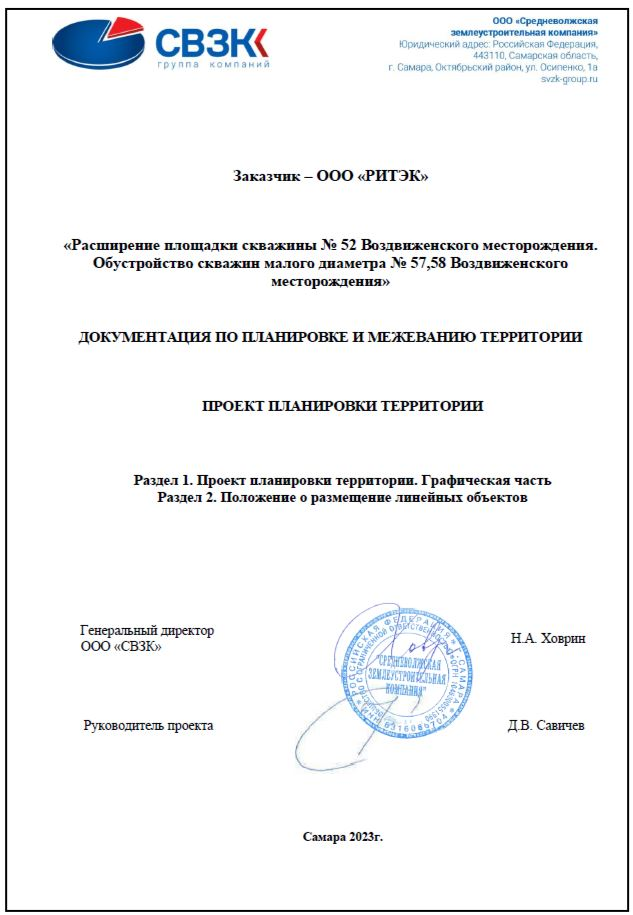 СВЗК
группа компаний
ООО «Средневолжская
землеустроительная компания»
Юридический адрес: Российская Федерация,
443110, Самарская область,
г. Самара, Октябрьский район, ул. Осипенко, 1а
svzk-group.ru
Заказчик – ООО «РИТЭК»
«Расширение площадки скважины № 52 Воздвиженского месторождения.
Обустройство скважин малого диаметра № 57,58 Воздвиженского
месторождения»
ДОКУМЕНТАЦИЯ ПО ПЛАНИРОВКЕ И МЕЖЕВАНИЮ ТЕРРИТОРИИ
ПРОЕКТ ПЛАНИРОВКИ ТЕРРИТОРИИ
Раздел 1. Проект планировки территории. Графическая часть
Раздел 2. Положение о размещение линейных объектов
Генеральный директор
ООО «СВЗК»
Н.А. Ховрин
РОССИЙСКАЯ ФЕДЕРАЦИЯ * Г. САМАРА
"СРЕДНЕВОЛЖСКАЯ
ЗЕМЛЕУСТРОИТЕЛЬНАЯ
КОМПАНИЯ"
Руководитель проекта
Д.В. Савичев
Самара 2023г.